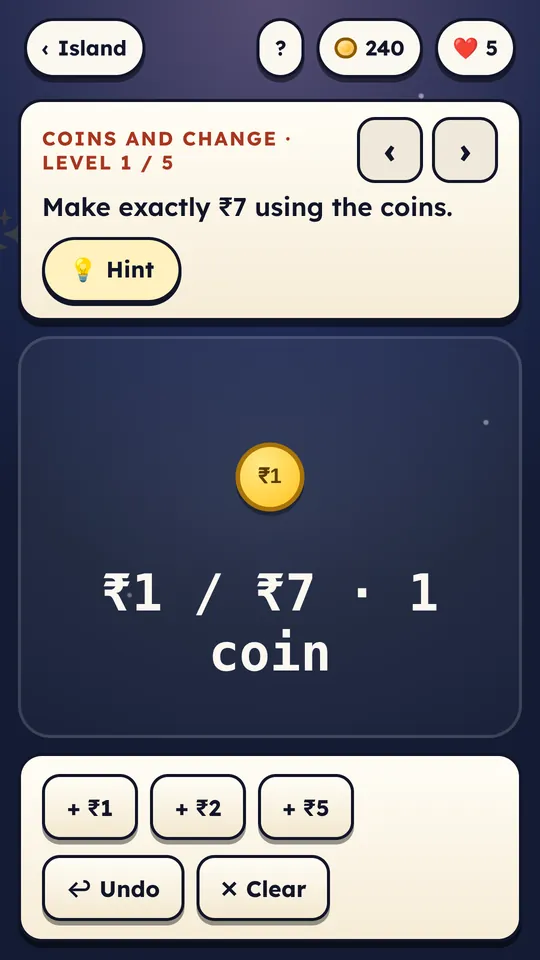 ‹ Island
?
240
❤️ 5
COINS AND CHANGE ·
LEVEL 1 / 5
‹
›
Make exactly ₹7 using the coins.
💡 Hint
₹1
₹1 / ₹7 · 1
coin
+ ₹1
+ ₹2
+ ₹5
↩ Undo
✕ Clear